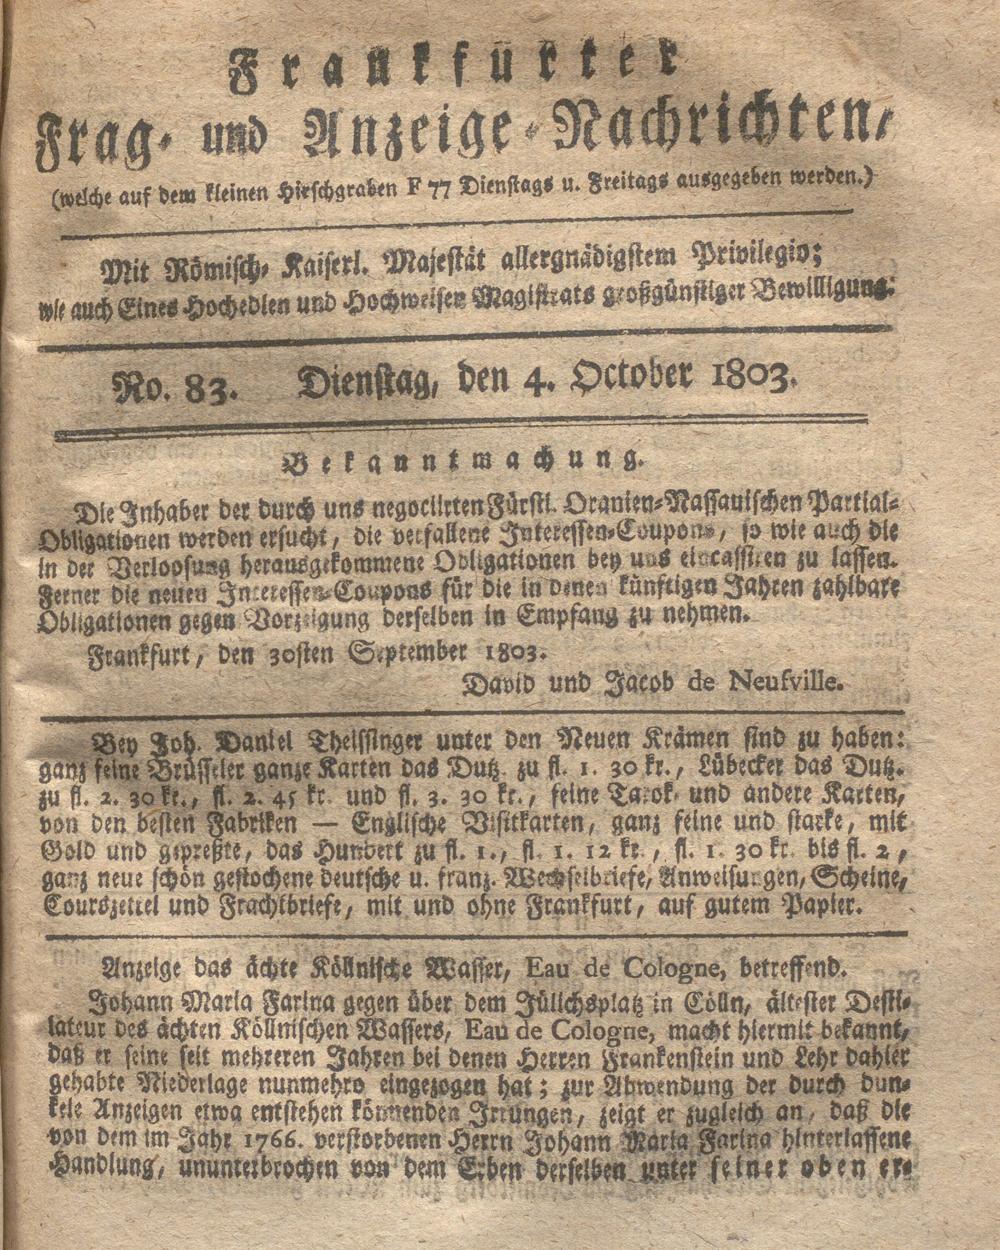 Frankfurter
Frag- und Anzeige-Nachrichten,
(welche auf dem kleinen Hirschgraben F 77 Dienstags u. Freitags ausgegeben werden.)
Mit Römisch- Kaiserl. Majestät allergnädigstem Privilegio;
wie auch Eines Hochedlen und Hochweisen Magistrats großgünstiger Bewilligung.
No. 83. Dienstag, den 4. October 1803.
Bekanntmachung.
Die Inhaber der durch uns negociirten Fürstl. Oranien-Nassauischen Partial-
Obligationen werden ersucht, die verfallene Interessen-Coupons, so wie auch die
in der Verloosung herausgekommene Obligationen bey uns eincassiren zu lassen.
Ferner die neuen Interessen-Coupons für die in denen künftigen Jahren zahlbare
Obligationen gegen Vorzeigung derselben in Empfang zu nehmen.
Frankfurt, den 30sten September 1803.
David und Jacob de Neufville.
Bey Joh. Daniel Theissinger unter den Neuen Krämen sind zu haben:
ganz feine Brüsseler ganze Karten das Dutz. zu fl. 1. 30 kr., Lübecker das Dutz.
zu fl. 2. 30 kr., fl. 2. 45 kr. und fl. 3. 30 kr., feine Tarok- und andere Karten,
von den besten Fabriken — Englische Visitkarten, ganz feine und starke, mit
Gold und gepreßte, das Hundert zu fl. 1., fl. 1. 12 kr., fl. 1. 30 kr. bis fl. 2,
ganz neue schön gestochene deutsche u. franz. Wechselbriefe, Anweisungen, Scheine,
Courszettel und Frachtbriefe, mit und ohne Frankfurt, auf gutem Papier.
Anzeige das ächte Köllnische Wasser, Eau de Cologne, betreffend.
Johann Maria Farina gegen über dem Jülichsplatz in Cölln, ältester Desti-
lateur des ächten Köllnischen Wassers, Eau de Cologne, macht hiermit bekannt,
daß er seine seit mehreren Jahren bei denen Herren Frankenstein und Lehr dahier
gehabte Niederlage nunmehro eingezogen hat; zur Abwendung der durch dun-
kele Anzeigen etwa entstehen könnenden Irrungen, zeigt er zugleich an, daß die
von dem im Jahr 1766. verstorbenen Herrn Johann Maria Farina hinterlassene
Handlung, ununterbrochen von dem Erben derselben unter seiner oben er-